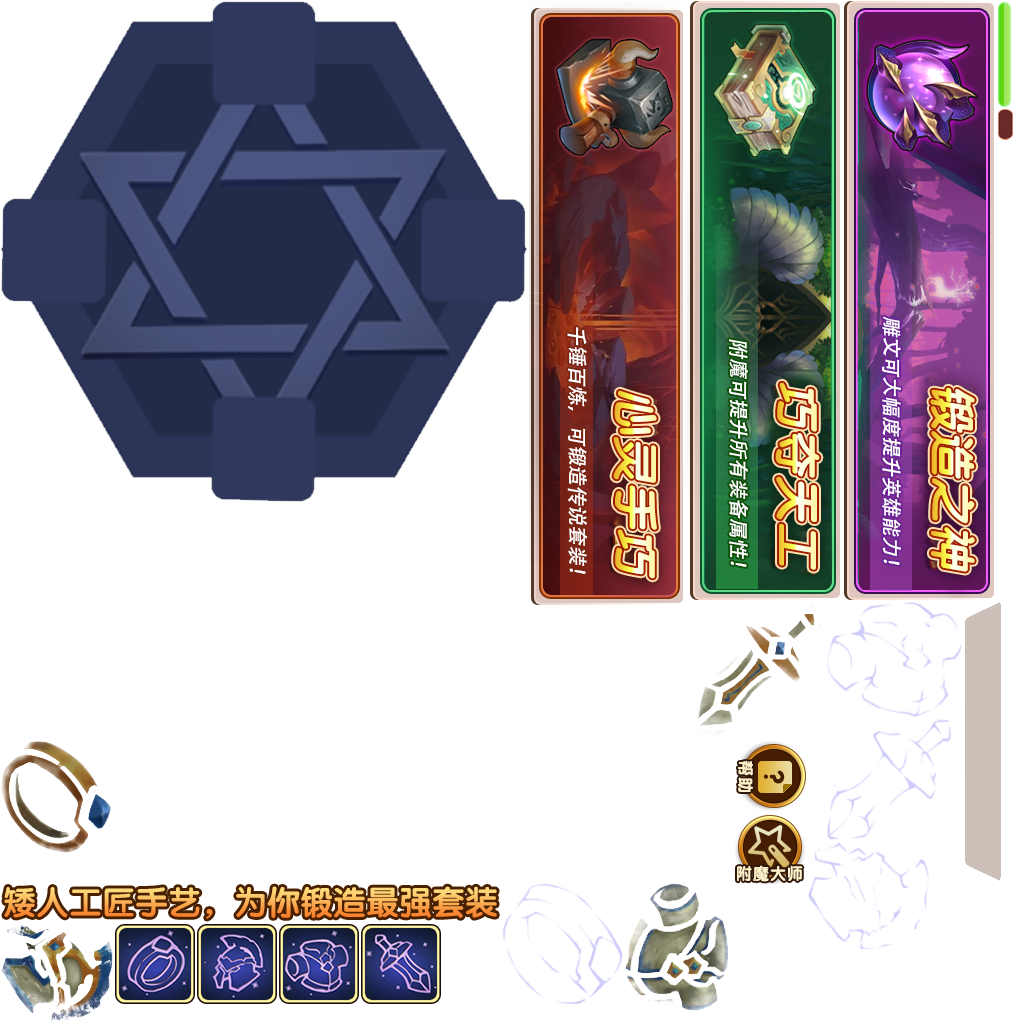 心灵手巧
千锤百炼，可锻造传说套装！
巧夺天工
附魔可提升所有装备属性！
锻造之神
雕文可大幅度提升英雄能力！
帮助
附魔大师
矮人工匠手艺，为你锻造最强套装